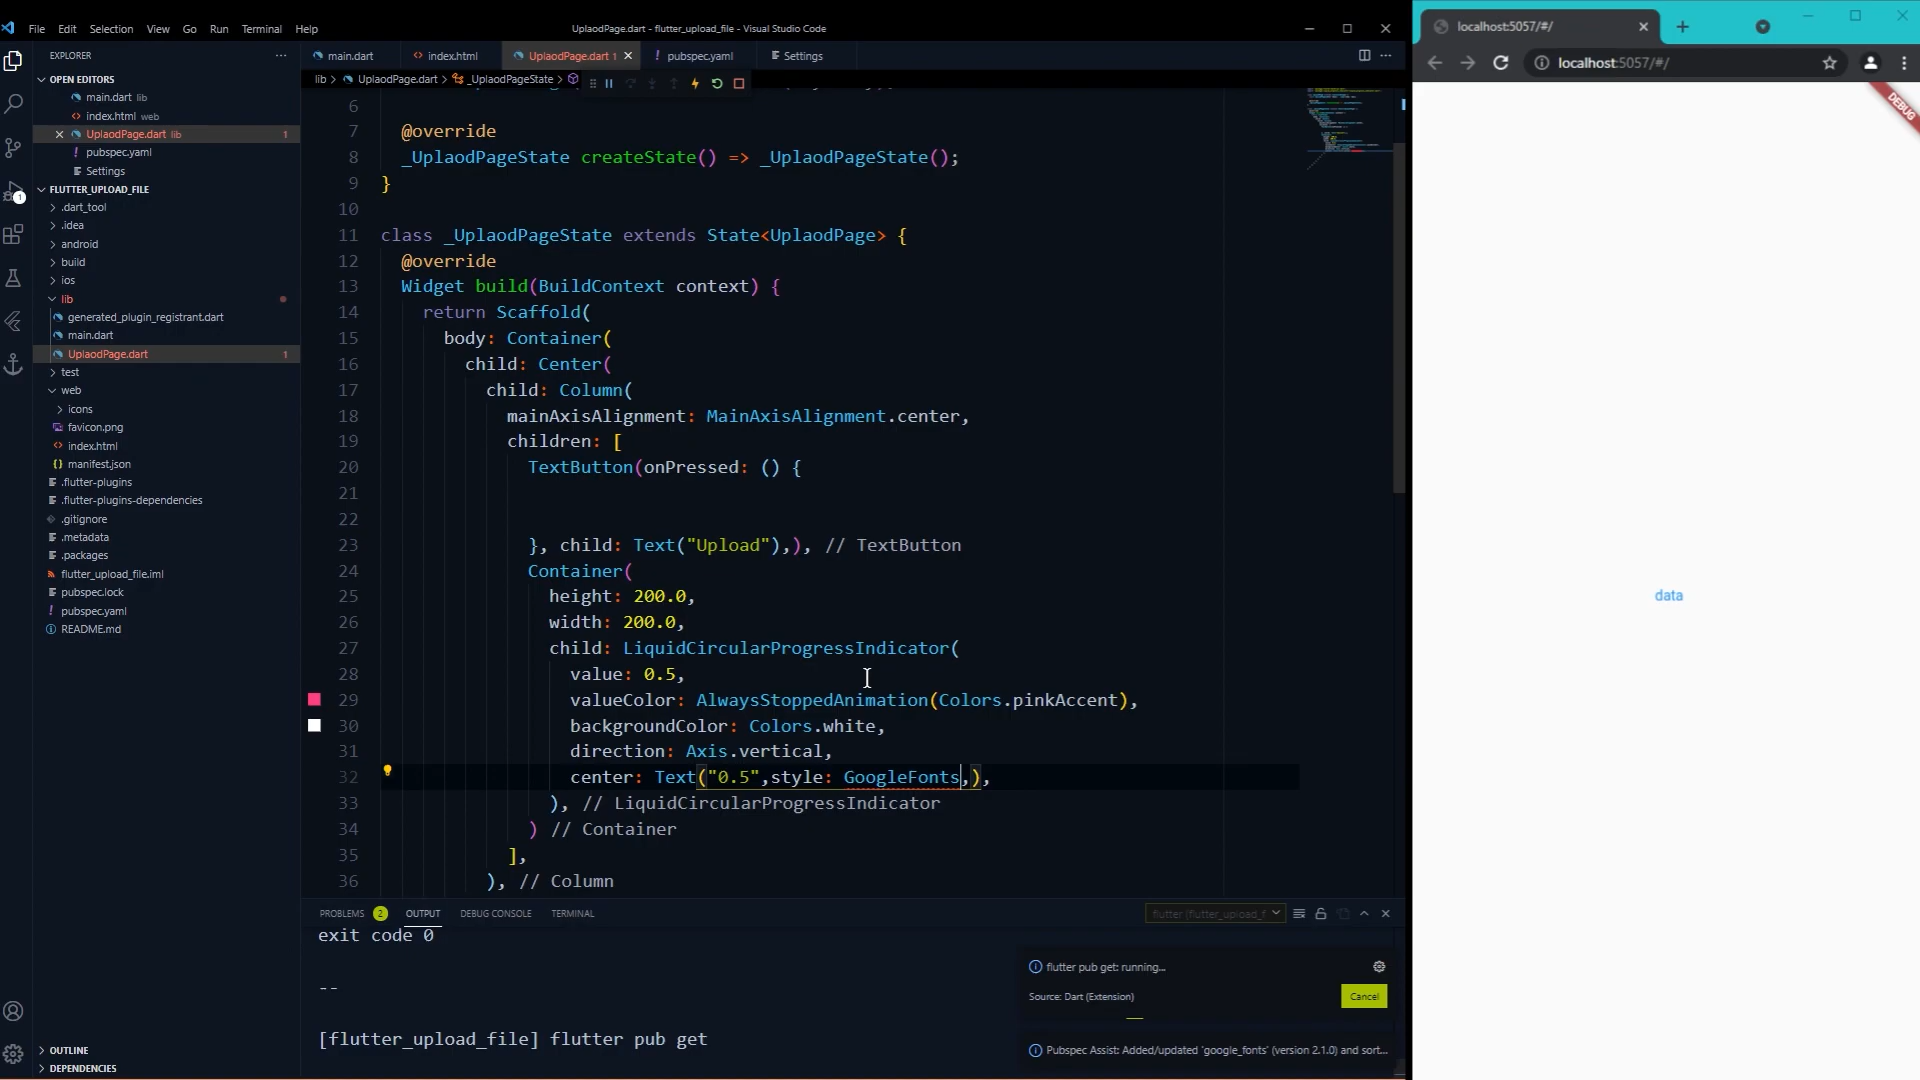 File Edit Selection View Go Run Terminal Help
UplaodPage.dart - flutter_upload_file - Visual Studio Code
EXPLORER
OPEN EDITORS
main.dart lib
index.html web
UplaodPage.dart lib 1
pubspec.yaml
Settings
FLUTTER_UPLOAD_FILE
.dart_tool
.idea
android
build
ios
lib
generated_plugin_registrant.dart
main.dart
UplaodPage.dart 1
test
web
icons
favicon.png
index.html
manifest.json
.flutter-plugins
.flutter-plugins-dependencies
.gitignore
.metadata
.packages
flutter_upload_file.iml
pubspec.lock
pubspec.yaml
README.md
OUTLINE
DEPENDENCIES
1
main.dart
index.html
UplaodPage.dart 1
pubspec.yaml
Settings
lib > UplaodPage.dart > _UplaodPageState >
6
7 @override
8 _UplaodPageState createState() => _UplaodPageState();
9 }
10
11 class _UplaodPageState extends State<UplaodPage> {
12 @override
13 Widget build(BuildContext context) {
14 return Scaffold(
15 body: Container(
16 child: Center(
17 child: Column(
18 mainAxisAlignment: MainAxisAlignment.center,
19 children: [
20 TextButton(onPressed: () {
21
22
23 }, child: Text("Upload"),), // TextButton
24 Container(
25 height: 200.0,
26 width: 200.0,
27 child: LiquidCircularProgressIndicator(
28 value: 0.5,
29 valueColor: AlwaysStoppedAnimation(Colors.pinkAccent),
30 backgroundColor: Colors.white,
31 direction: Axis.vertical,
32 center: Text("0.5",style: GoogleFonts,),
33 ), // LiquidCircularProgressIndicator
34 ) // Container
35 ],
36 ), // Column
PROBLEMS 2 OUTPUT DEBUG CONSOLE TERMINAL
flutter (flutter_upload_f
exit code 0
--
[flutter_upload_file] flutter pub get
flutter pub get: running...
Source: Dart (Extension)
Cancel
Pubspec Assist: Added/updated 'google_fonts' (version 2.1.0) and sort...
localhost:5057/#/
localhost:5057/#/
DEBUG
data